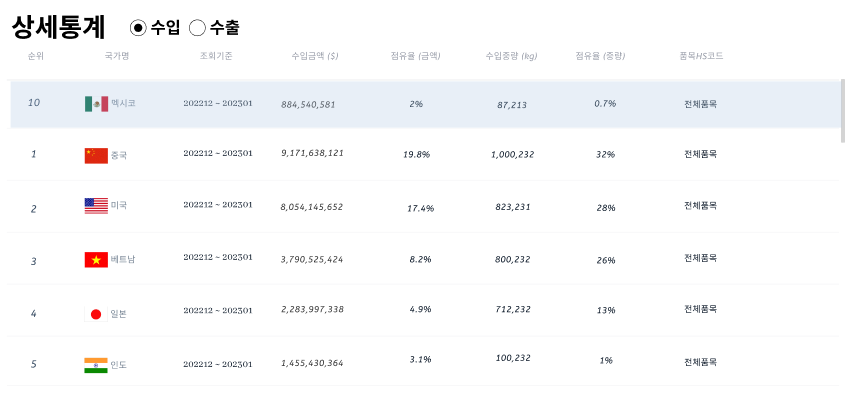 상세통계 수입 수출
순위 국가명 조회기준 수입금액 ($) 점유율 (금액) 수입중량 (kg) 점유율 (중량) 품목HS코드
10 멕시코 202212 ~ 202301 884,540,581 2% 87,213 0.7% 전체품목
1 중국 202212 ~ 202301 9,171,638,121 19.8% 1,000,232 32% 전체품목
2 미국 202212 ~ 202301 8,054,145,652 17.4% 823,231 28% 전체품목
3 베트남 202212 ~ 202301 3,790,525,424 8.2% 800,232 26% 전체품목
4 일본 202212 ~ 202301 2,283,997,338 4.9% 712,232 13% 전체품목
5 인도 202212 ~ 202301 1,455,430,364 3.1% 100,232 1% 전체품목